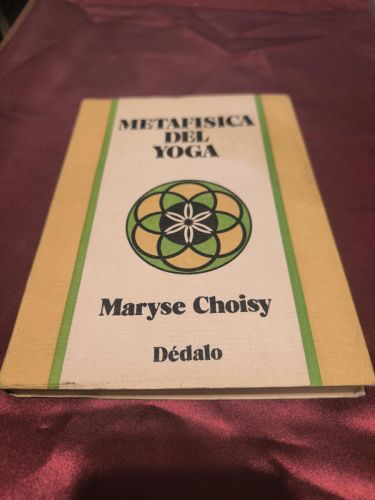 METAFISICA
DEL
YOGA
Maryse Choisy
Dédalo